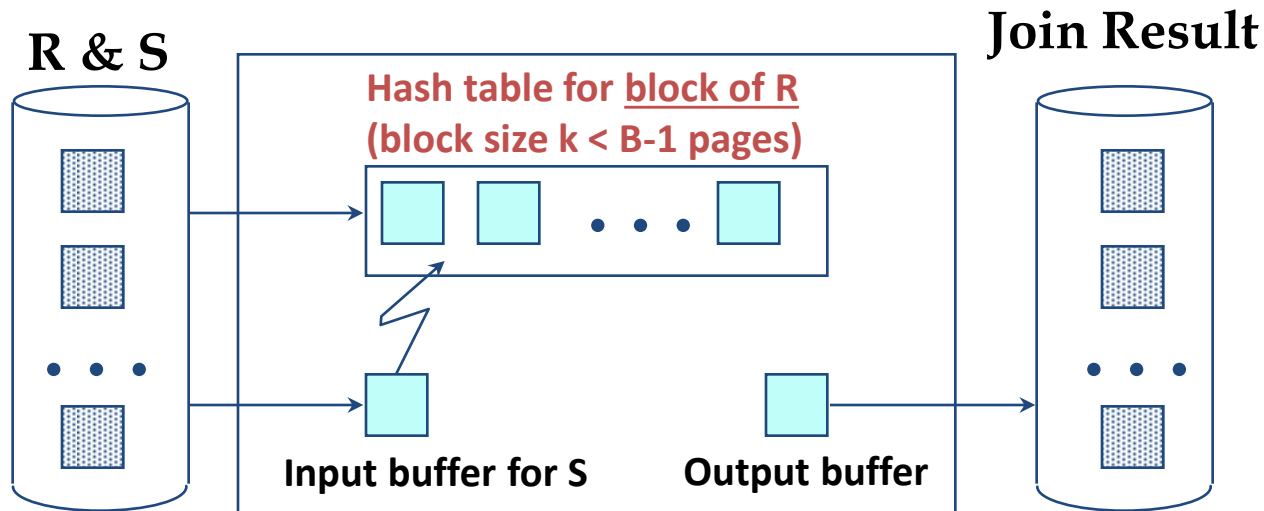 R & S
Join Result
Hash table for block of R
(block size k < B-1 pages)
Input buffer for S
Output buffer